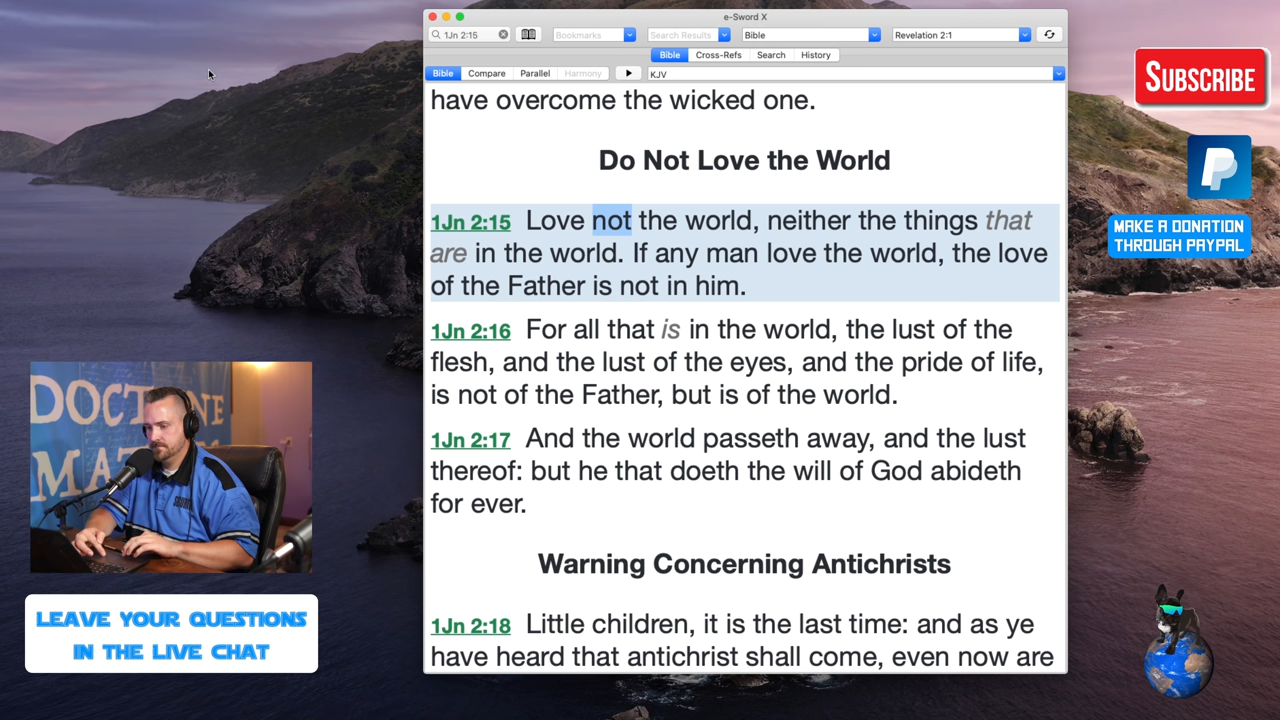 e-Sword X
1Jn 2:15
Bookmarks
Search Results
Bible
Revelation 2:1
Bible Cross-Refs Search History
Bible Compare Parallel Harmony
KJV
have overcome the wicked one.
Do Not Love the World
1Jn 2:15 Love not the world, neither the things that
are in the world. If any man love the world, the love
of the Father is not in him.
1Jn 2:16 For all that is in the world, the lust of the
flesh, and the lust of the eyes, and the pride of life,
is not of the Father, but is of the world.
1Jn 2:17 And the world passeth away, and the lust
thereof: but he that doeth the will of God abideth
for ever.
Warning Concerning Antichrists
1Jn 2:18 Little children, it is the last time: and as ye
have heard that antichrist shall come, even now are
SUBSCRIBE
MAKE A DONATION
THROUGH PAYPAL
LEAVE YOUR QUESTIONS
IN THE LIVE CHAT